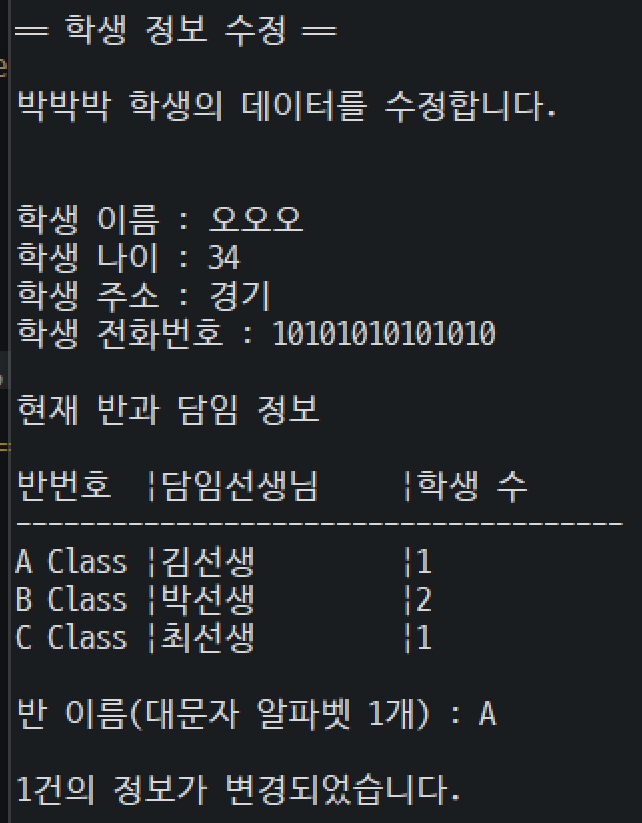 == 학생 정보 수정 ==
박박박 학생의 데이터를 수정합니다.
학생 이름 : 오오오
학생 나이 : 34
학생 주소 : 경기
학생 전화번호 : 10101010101010
현재 반과 담임 정보
반번호 |담임선생님 |학생 수
--------------------------------------
A Class |김선생 |1
B Class |박선생 |2
C Class |최선생 |1
반 이름(대문자 알파벳 1개) : A
1건의 정보가 변경되었습니다.